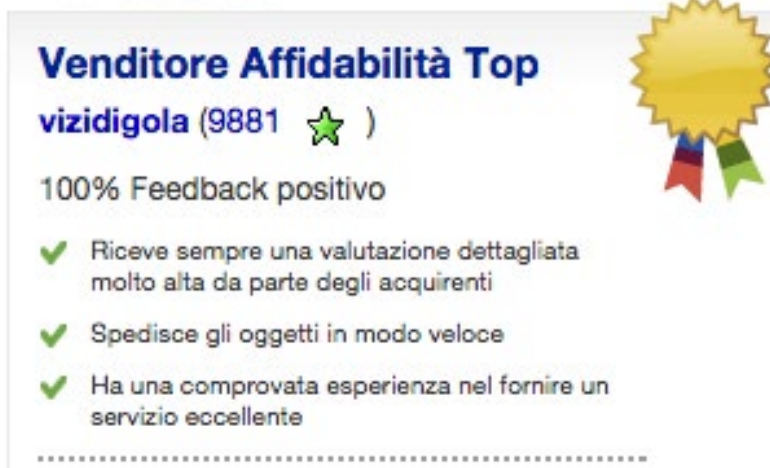 Venditore Affidabilità Top
vizidigola (9881 )
100% Feedback positivo
Riceve sempre una valutazione dettagliata
molto alta da parte degli acquirenti
Spedisce gli oggetti in modo veloce
Ha una comprovata esperienza nel fornire un
servizio eccellente